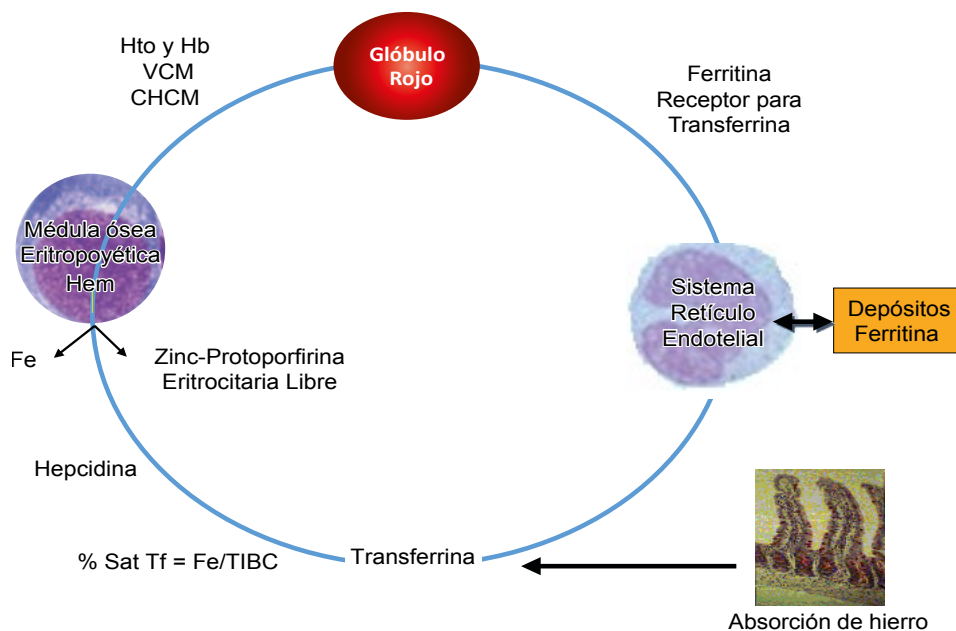 Hto y Hb
VCM
CHCM
Glóbulo
Rojo
Ferritina
Receptor para
Transferrina
Médula ósea
Eritropoyética
Hem
Sistema
Retículo
Endotelial
Depósitos
Ferritina
Fe
Zinc-Protoporfirina
Eritrocitaria Libre
Hepcidina
% Sat Tf = Fe/TIBC
Transferrina
Absorción de hierro